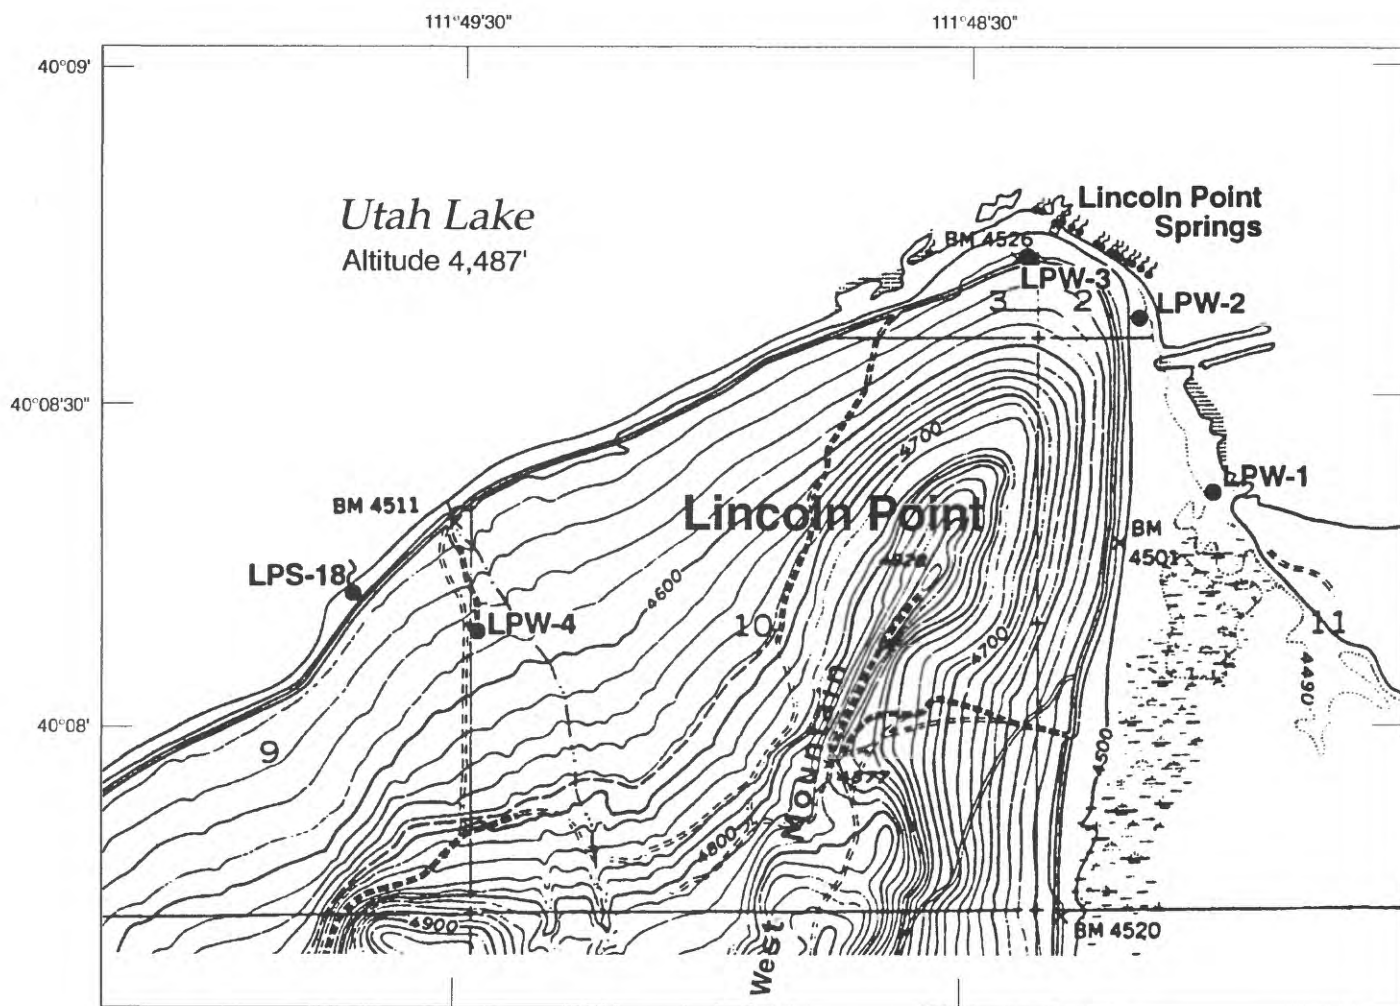 111°49'30"
111°48'30"
40°09'
Utah Lake
Altitude 4,487'
Lincoln Point
Springs
BM 4526
LPW-3
3
2
LPW-2
40°08'30"
4700
BM 4511
Lincoln Point
LPW-1
BM
4501
LPS-18
4600
LPW-4
10
11
4700
4490
40°08'
9
4500
West Mountain
4800
4900
BM 4520